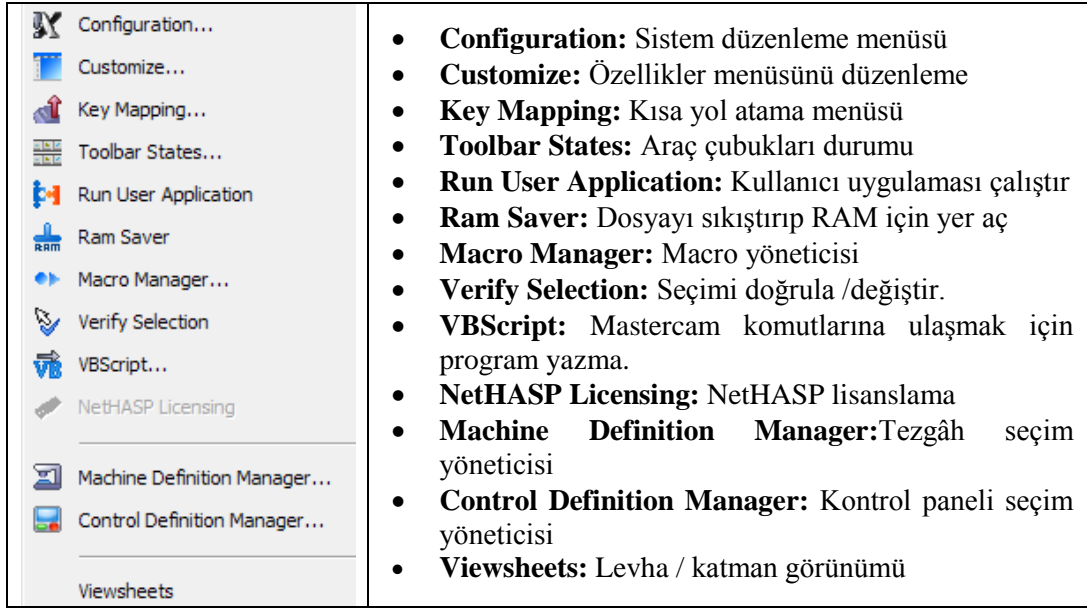 Configuration...
Customize...
Key Mapping...
Toolbar States...
Run User Application
RAM
Ram Saver
Macro Manager...
Verify Selection
VB
VBScript...
NetHASP Licensing
Machine Definition Manager...
Control Definition Manager...
Viewsheets
• Configuration: Sistem düzenleme menüsü
• Customize: Özellikler menüsünü düzenleme
• Key Mapping: Kısa yol atama menüsü
• Toolbar States: Araç çubukları durumu
• Run User Application: Kullanıcı uygulaması çalıştır
• Ram Saver: Dosyayı sıkıştırıp RAM için yer aç
• Macro Manager: Macro yöneticisi
• Verify Selection: Seçimi doğrula /değiştir.
• VBScript: Mastercam komutlarına ulaşmak için
program yazma.
• NetHASP Licensing: NetHASP lisanslama
• Machine Definition Manager:Tezgâh seçim
yöneticisi
• Control Definition Manager: Kontrol paneli seçim
yöneticisi
• Viewsheets: Levha / katman görünümü